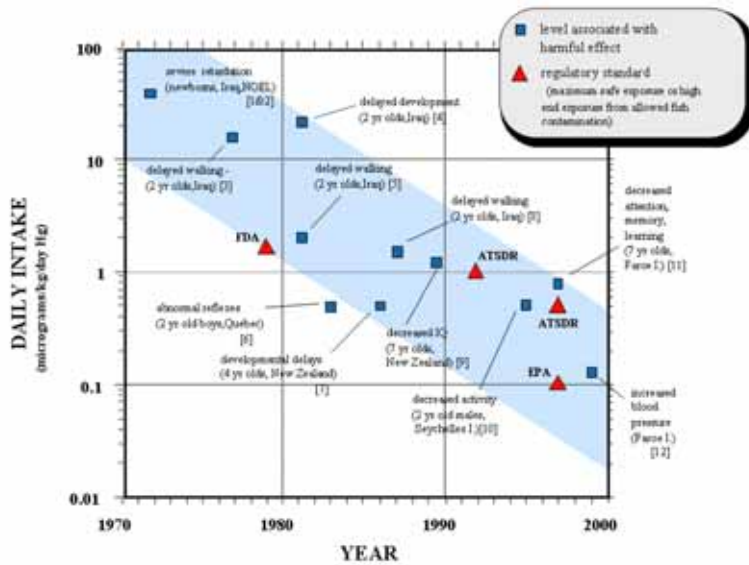 level associated with
harmful effect
regulatory standard
(maximum safe exposure or high
end exposure from allowed fish
contamination)
100
10
1
0.1
0.01
DAILY INTAKE
(micrograms/kg/day Hg)
severe retardation
(newborns, Iraq,NOEL)
[1&2]
delayed development
(2 yr olds,Iraq) [4]
delayed walking -
(2 yr olds,Iraq) [3]
delayed walking
(2 yr olds,Iraq) [5]
delayed walking
(2 yr olds, Iraq) [8]
decreased
attention,
memory,
learning
(7 yr olds,
Faroe I.) [11]
FDA
ATSDR
abnormal reflexes
(2 yr old boys,Quebec)
[6]
developmental delays
(4 yr olds, New Zealand)
[7]
decreased IQ
(7 yr olds,
New Zealand) [9]
ATSDR
EPA
decreased activity
(2 yr old males,
Seychelles I.)[10]
increased
blood
pressure
(Faroe I.)
[12]
1970
1980
1990
2000
YEAR